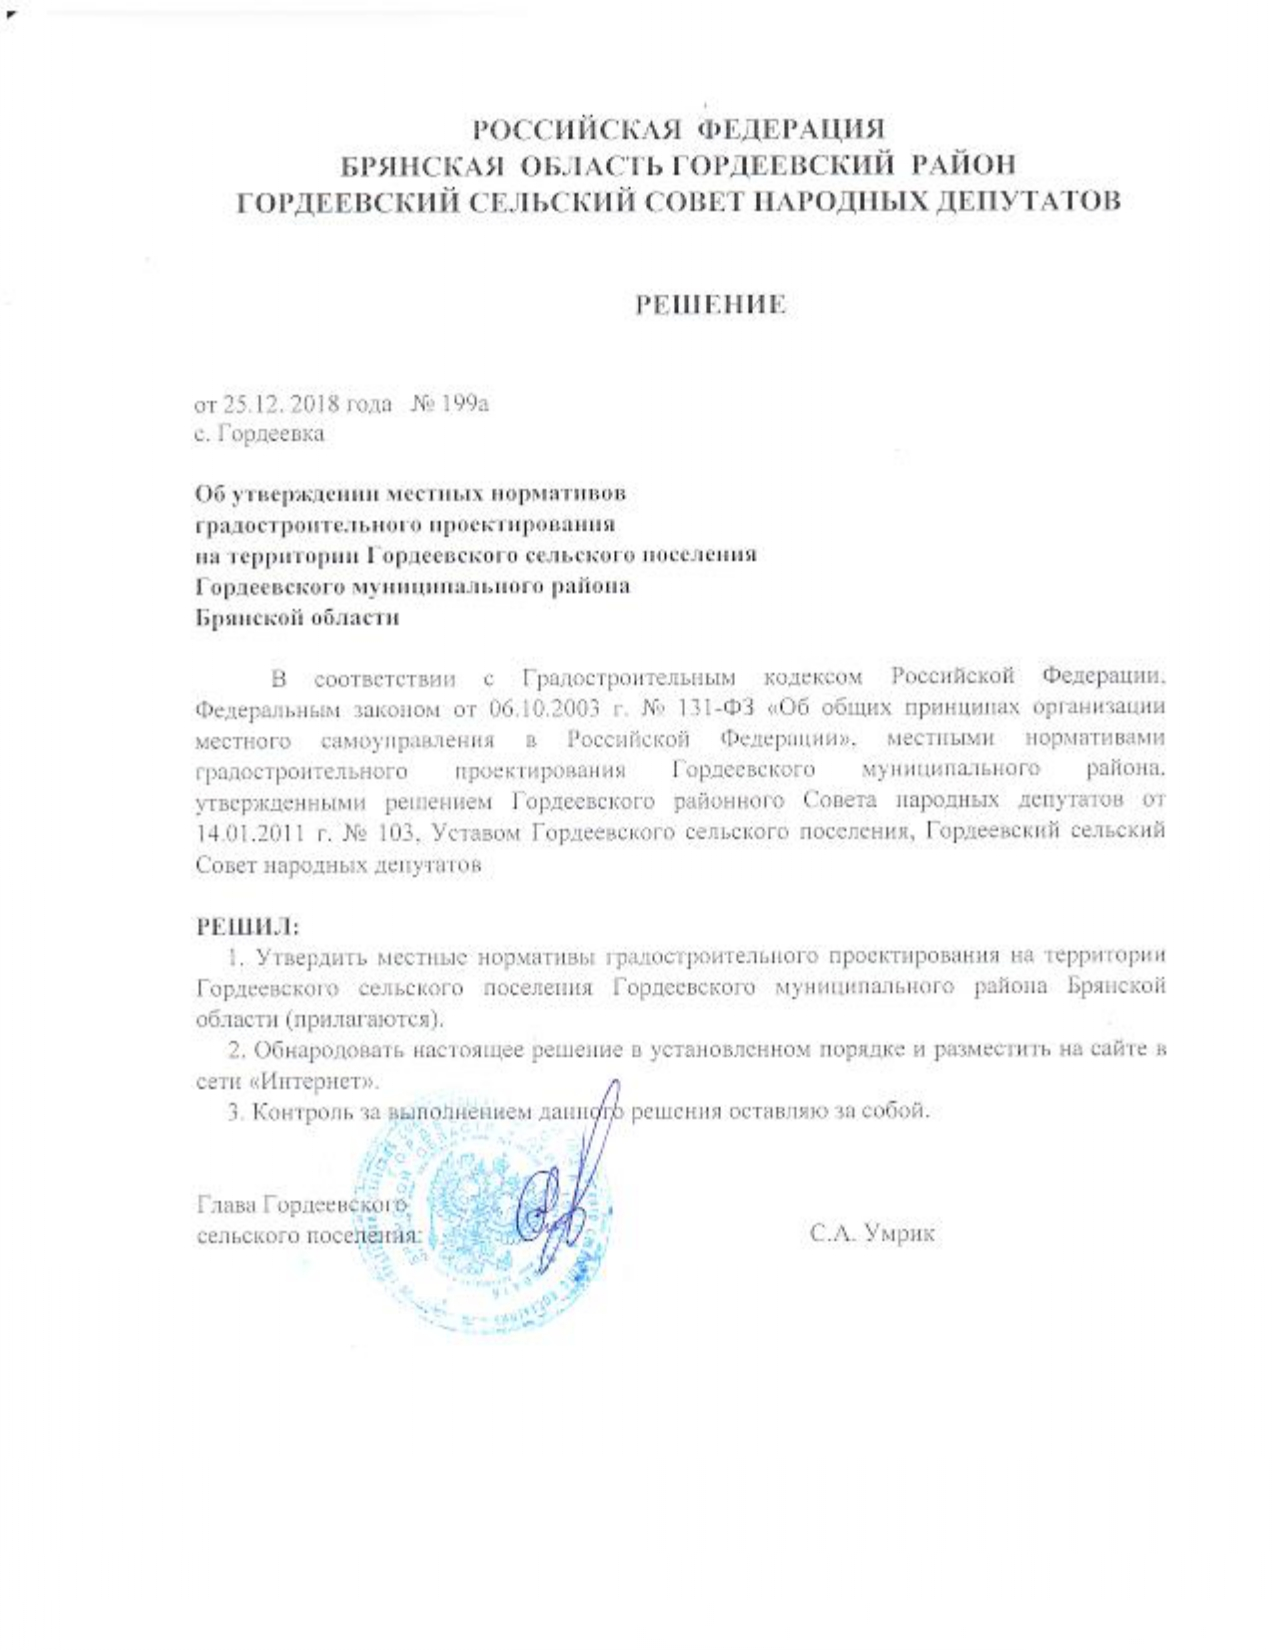 РОССИЙСКАЯ ФЕДЕРАЦИЯ
БРЯНСКАЯ ОБЛАСТЬ ГОРДЕЕВСКИЙ РАЙОН
ГОРДЕЕВСКИЙ СЕЛЬСКИЙ СОВЕТ НАРОДНЫХ ДЕПУТАТОВ
РЕШЕНИЕ
от 25.12. 2018 года № 199а
с. Гордеевка
Об утверждении местных нормативов
градостроительного проектирования
на территории Гордеевского сельского поселения
Гордеевского муниципального района
Брянской области
В соответствии с Градостроительным кодексом Российской Федерации,
Федеральным законом от 06.10.2003 г. № 131-ФЗ «Об общих принципах организации
местного самоуправления в Российской Федерации», местными нормативами
градостроительного проектирования Гордеевского муниципального района,
утвержденными решением Гордеевского районного Совета народных депутатов от
14.01.2011 г. № 103, Уставом Гордеевского сельского поселения, Гордеевский сельский
Совет народных депутатов
РЕШИЛ:
1. Утвердить местные нормативы градостроительного проектирования на территории
Гордеевского сельского поселения Гордеевского муниципального района Брянской
области (прилагаются).
2. Обнародовать настоящее решение в установленном порядке и разместить на сайте в
сети «Интернет».
3. Контроль за выполнением данного решения оставляю за собой.
Глава Гордеевского
сельского поселения: С.А. Умрик